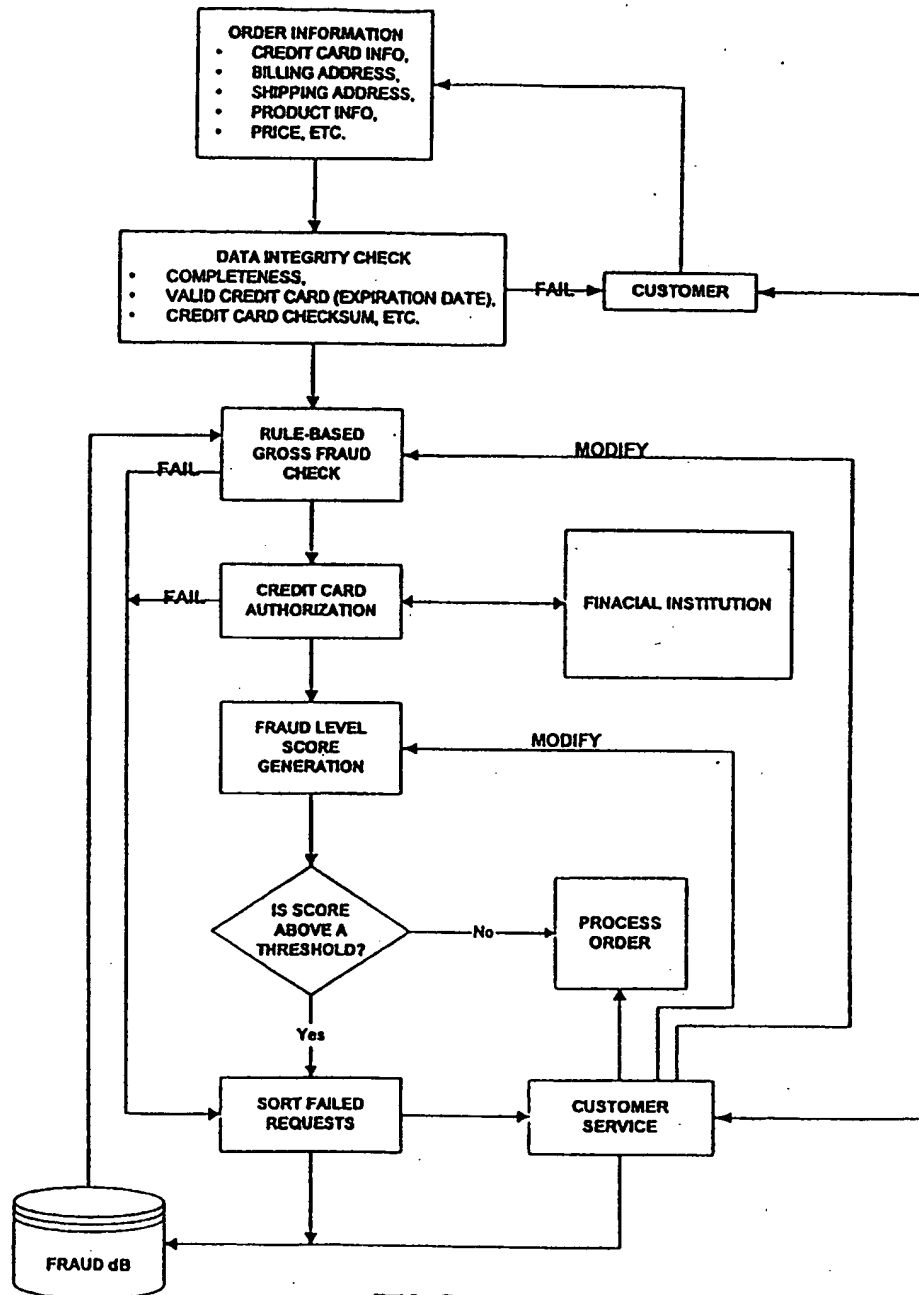 ORDER INFORMATION
• CREDIT CARD INFO,
• BILLING ADDRESS,
• SHIPPING ADDRESS,
• PRODUCT INFO,
• PRICE, ETC.
DATA INTEGRITY CHECK
• COMPLETENESS,
• VALID CREDIT CARD (EXPIRATION DATE),
• CREDIT CARD CHECKSUM, ETC.
FAIL
CUSTOMER
RULE-BASED
GROSS FRAUD
CHECK
MODIFY
FAIL
CREDIT CARD
AUTHORIZATION
FAIL
FINACIAL INSTITUTION
FRAUD LEVEL
SCORE
GENERATION
MODIFY
IS SCORE
ABOVE A
THRESHOLD?
No
PROCESS
ORDER
Yes
SORT FAILED
REQUESTS
CUSTOMER
SERVICE
FRAUD dB